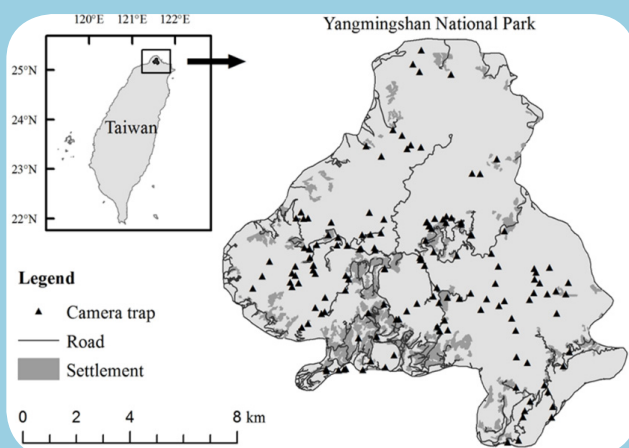 Yangmingshan National Park
120°E 121°E 122°E
25°N
24°N
23°N
22°N
Taiwan
Legend
Camera trap
Road
Settlement
0 2 4 6 8 km